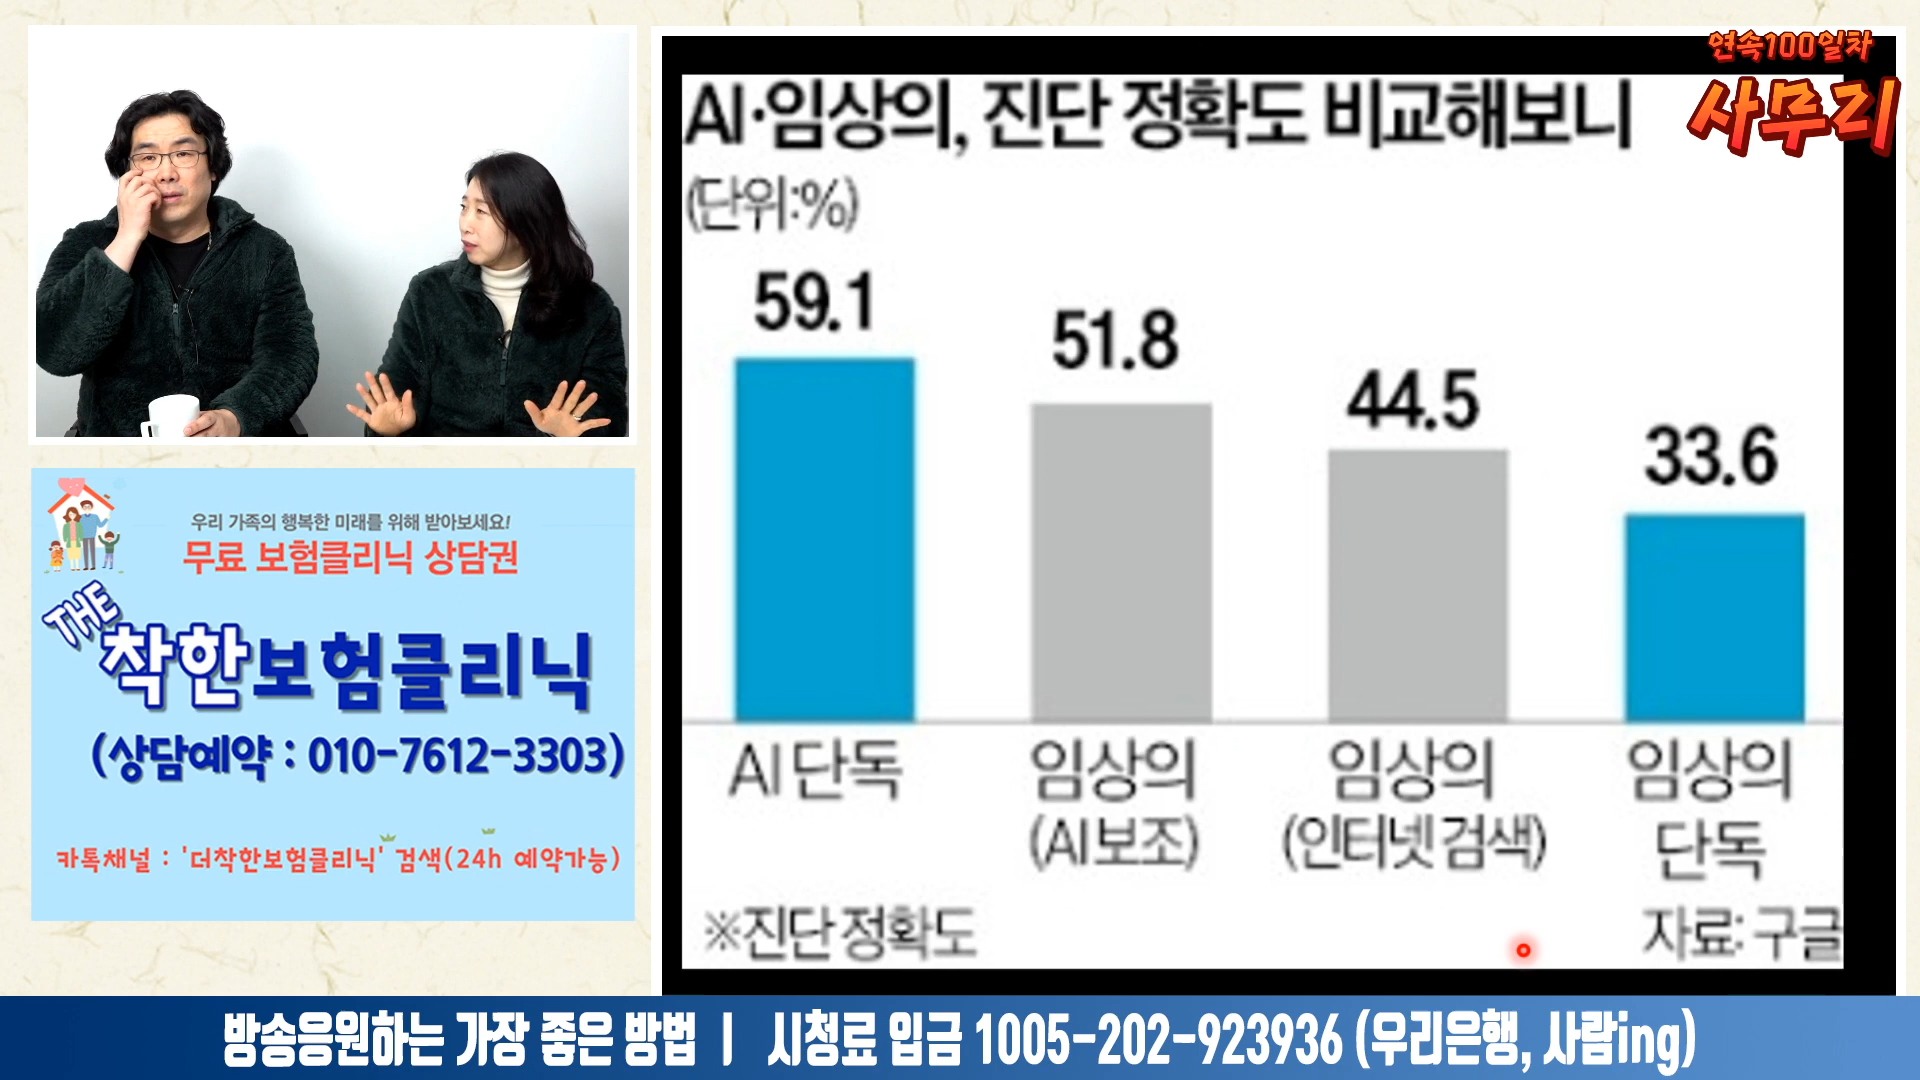 연속100일차
사무리
AI·임상의, 진단 정확도 비교해보니
(단위:%)
59.1
51.8
44.5
33.6
AI 단독
임상의
(AI 보조)
임상의
(인터넷 검색)
임상의
단독
※진단 정확도
자료: 구글
우리 가족의 행복한 미래를 위해 받아보세요!
무료 보험클리닉 상담권
THE
착한보험클리닉
(상담예약 : 010-7612-3303)
카톡채널 : '더착한보험클리닉' 검색(24h 예약가능)
방송응원하는 가장 좋은 방법 ㅣ 시청료 입금 1005-202-923936 (우리은행, 사람ing)